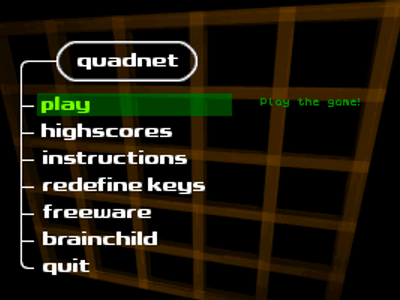 quadnet
play
Play the game!
highscores
instructions
redefine keys
freeware
brainchild
quit